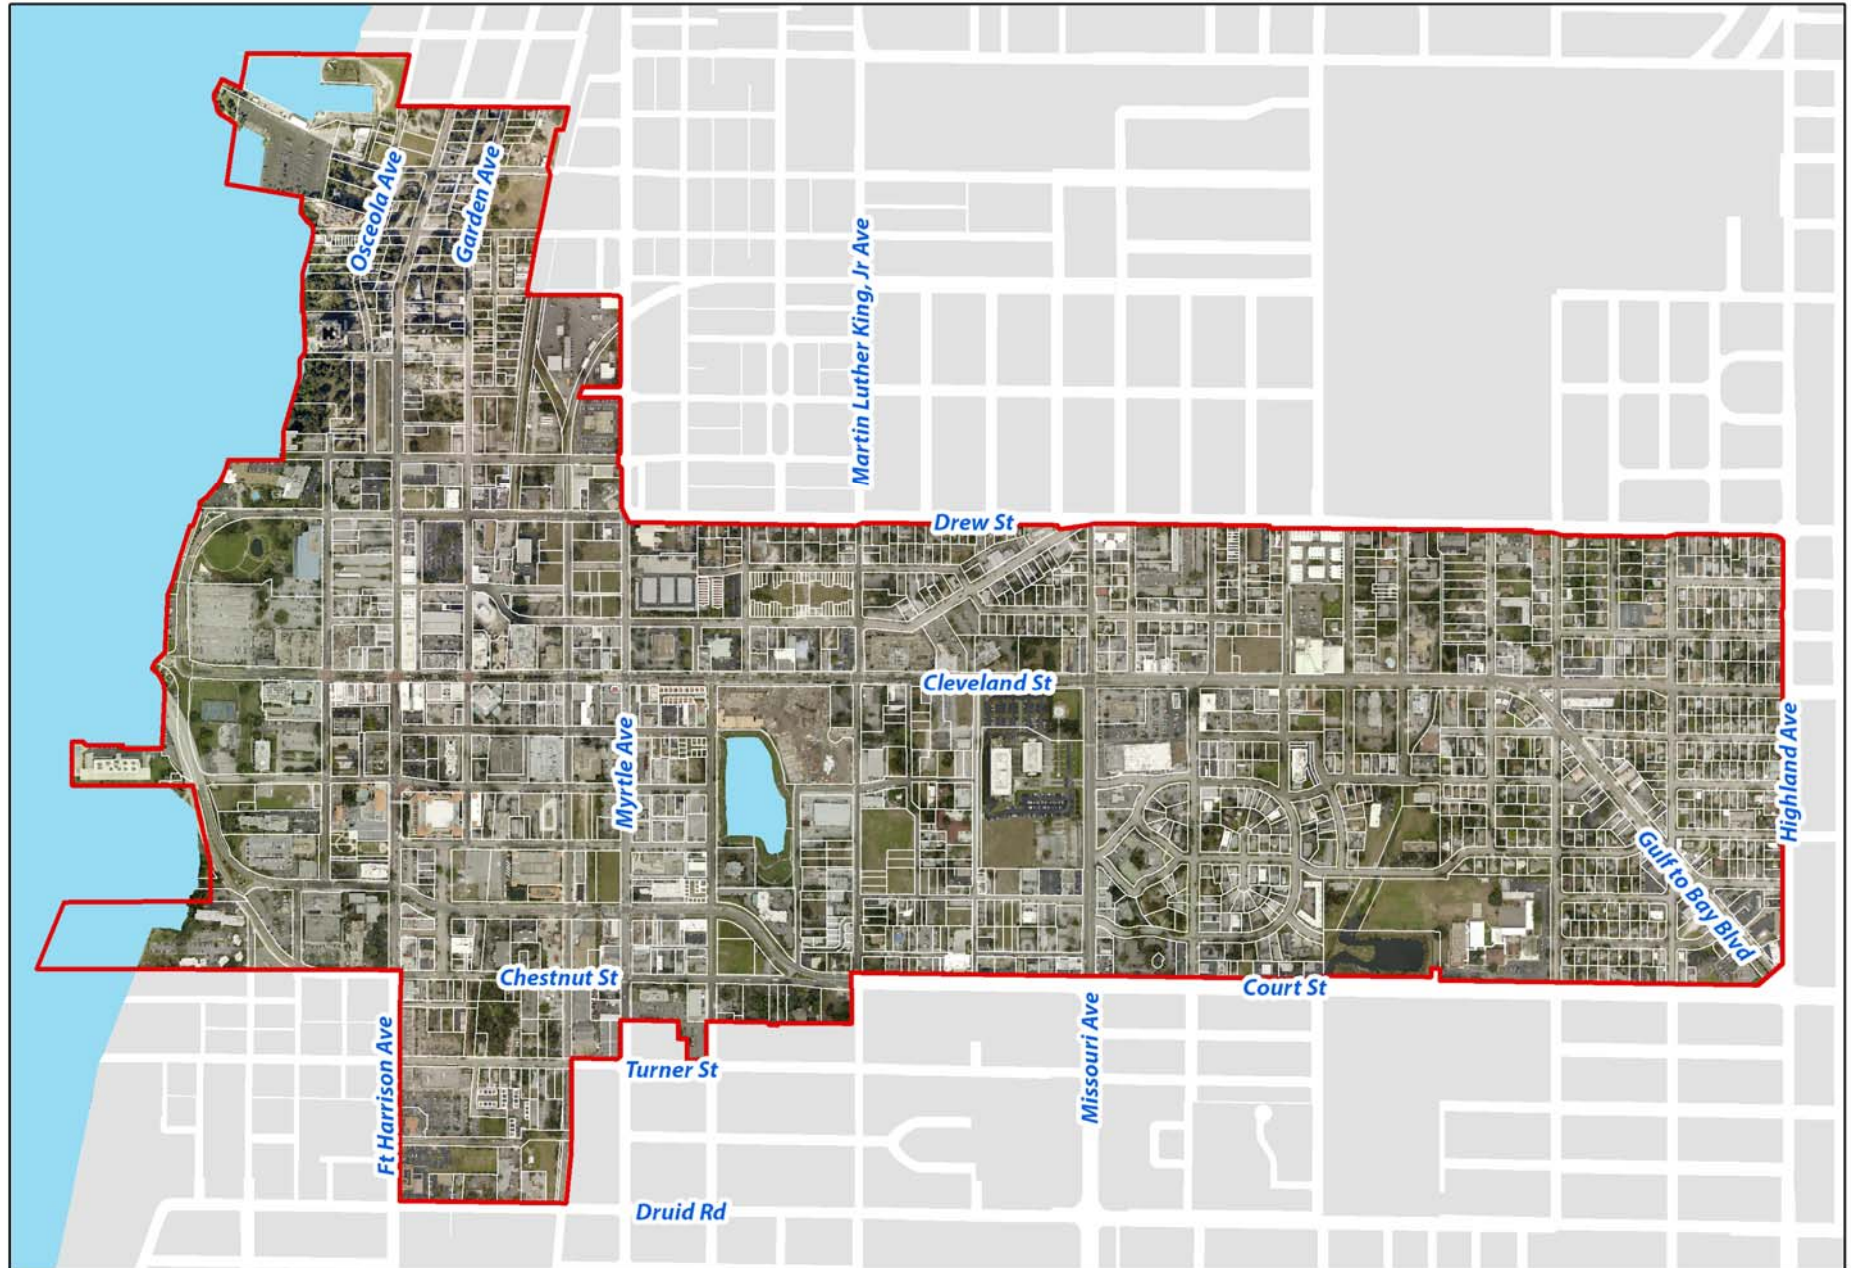 Osceola Ave
Garden Ave
Martin Luther King, Jr Ave
Drew St
Cleveland St
Myrtle Ave
Highland Ave
Gulf to Bay Blvd
Chestnut St
Court St
Ft Harrison Ave
Turner St
Missouri Ave
Druid Rd